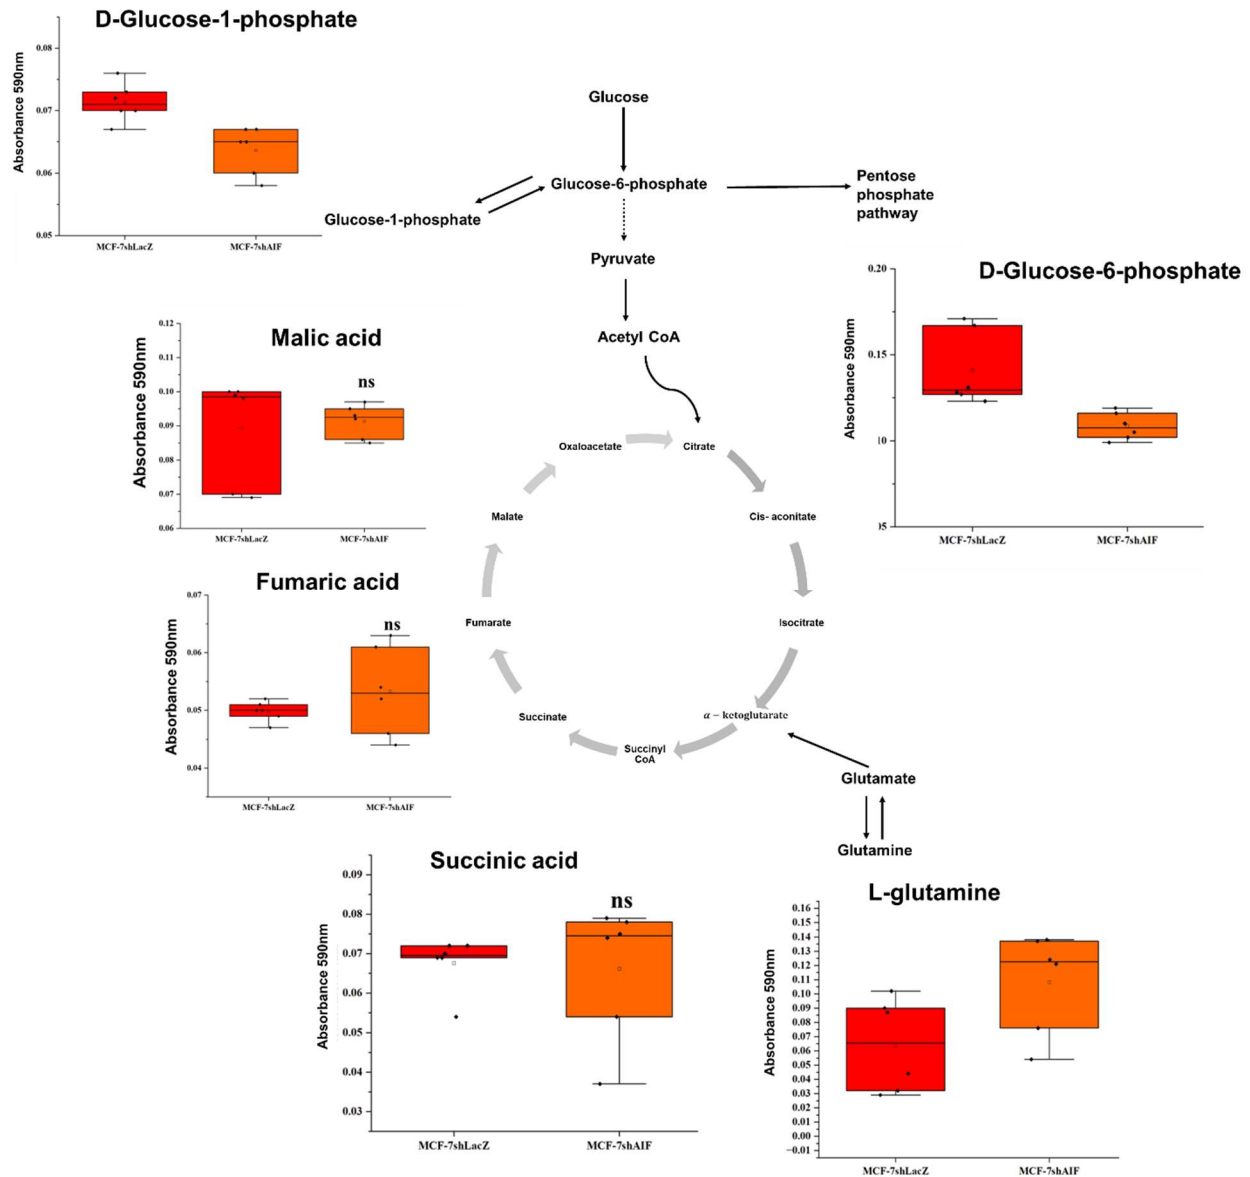 D-Glucose-1-phosphate
0.08
0.07
0.06
0.05
Absorbance 590nm
MCF-7shLacZ
MCF-7shAIF
Glucose
Glucose-6-phosphate
Glucose-1-phosphate
Pentose
phosphate
pathway
Pyruvate
Acetyl CoA
D-Glucose-6-phosphate
0.20
0.15
10
Absorbance 590nm
MCF-7shLacZ
MCF-7shAIF
Malic acid
ns
0.12
0.11
0.10
0.09
0.08
0.07
0.06
Absorbance 590nm
MCF-7shLacZ
MCF-7shAIF
Oxaloacetate
Citrate
Cis- aconitate
Isocitrate
α − ketoglutarate
Succinyl
CoA
Succinate
Fumarate
Malate
Fumaric acid
ns
0.07
0.06
0.05
0.04
Absorbance 590nm
MCF-7shLacZ
MCF-7shAIF
Glutamate
Glutamine
Succinic acid
ns
0.09
0.08
0.07
0.06
0.05
0.04
0.03
Absorbance 590nm
MCF-7shLacZ
MCF-7shAIF
L-glutamine
0.16
0.15
0.14
0.13
0.12
0.11
0.10
0.09
0.08
0.07
0.06
0.05
0.04
0.03
0.02
0.01
0.00
−0.01
Absorbance 590nm
MCF-7shLacZ
MCF-7shAIF